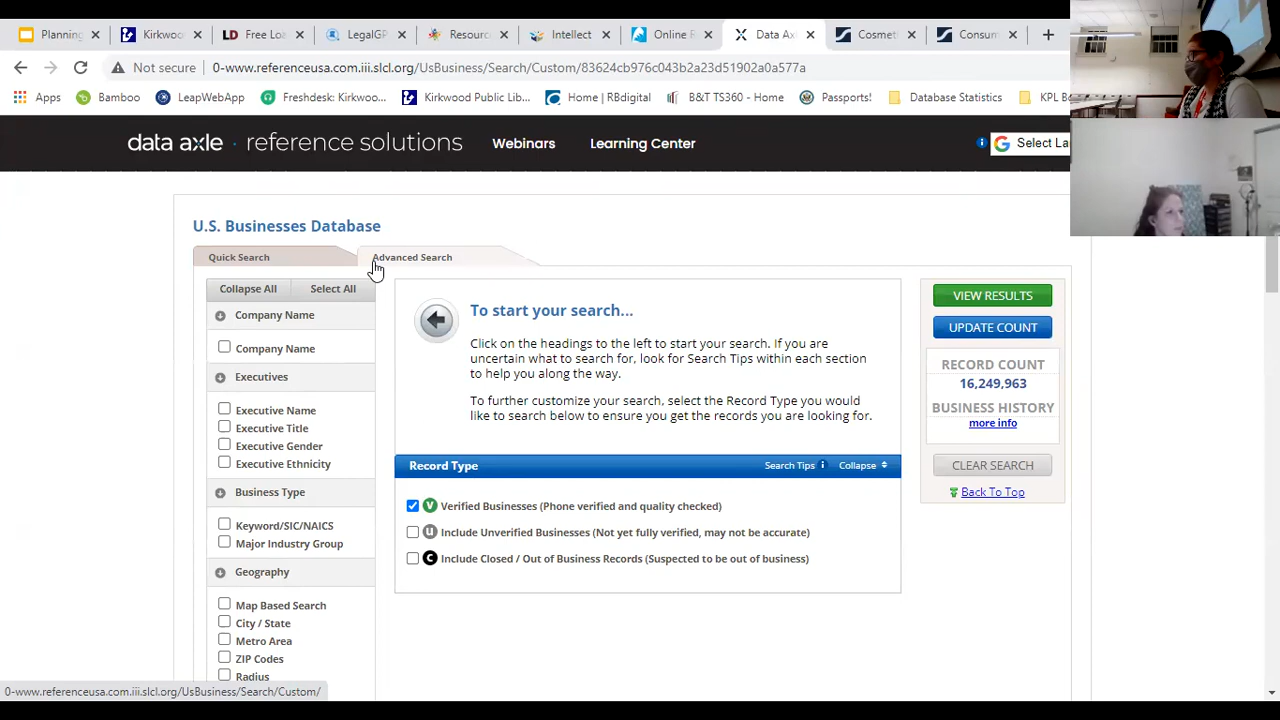 Planning
Kirkwoo
Free Lo
LegalGP
Resourc
Intellect
Online R
Data Ax
Cosmeti
Consum
Not secure
0-www.referenceusa.com.iii.slcl.org/UsBusiness/Search/Custom/83624cb976c043b2a23d51902a0a577a
Apps
Bamboo
LeapWebApp
Freshdesk: Kirkwo...
Kirkwood Public Lib...
Home | RBdigital
B&T TS360 - Home
Passports!
Database Statistics
KPL B
data axle · reference solutions
Webinars
Learning Center
Select La
U.S. Businesses Database
Quick Search
Advanced Search
Collapse All
Select All
Company Name
Company Name
Executives
Executive Name
Executive Title
Executive Gender
Executive Ethnicity
Business Type
Keyword/SIC/NAICS
Major Industry Group
Geography
Map Based Search
City / State
Metro Area
ZIP Codes
Radius
To start your search...
Click on the headings to the left to start your search. If you are
uncertain what to search for, look for Search Tips within each section
to help you along the way.
To further customize your search, select the Record Type you would
like to search below to ensure you get the records you are looking for.
Record Type
Search Tips
Collapse
V Verified Businesses (Phone verified and quality checked)
U Include Unverified Businesses (Not yet fully verified, may not be accurate)
C Include Closed / Out of Business Records (Suspected to be out of business)
VIEW RESULTS
UPDATE COUNT
RECORD COUNT
16,249,963
BUSINESS HISTORY
more info
CLEAR SEARCH
Back To Top
0-www.referenceusa.com.iii.slcl.org/UsBusiness/Search/Custom/